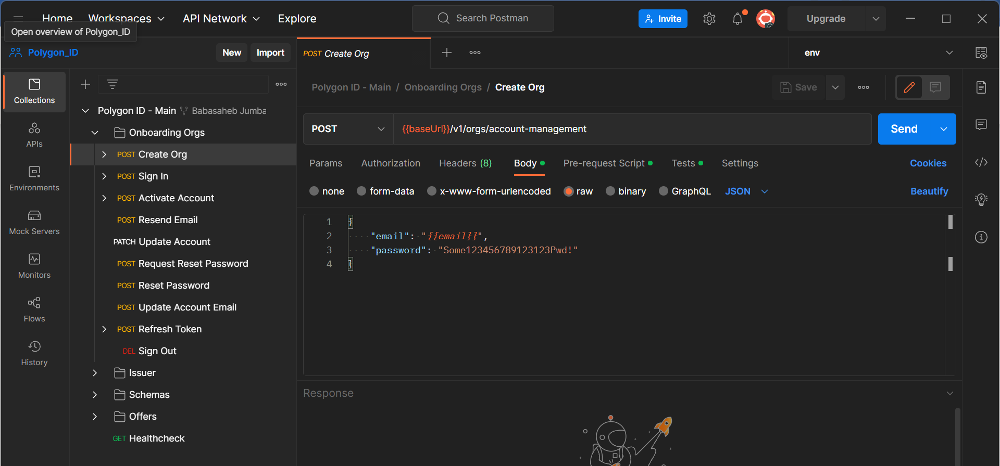 Home Workspaces API Network Explore Search Postman Invite Upgrade
Open overview of Polygon_ID
Polygon_ID New Import
POST Create Org
env
Collections
APIs
Environments
Mock Servers
Monitors
Flows
History
Polygon ID - Main Babasaheb Jumba
Onboarding Orgs
POST Create Org
POST Sign In
POST Activate Account
POST Resend Email
PATCH Update Account
POST Request Reset Password
POST Reset Password
POST Update Account Email
POST Refresh Token
DEL Sign Out
Issuer
Schemas
Offers
GET Healthcheck
Polygon ID - Main / Onboarding Orgs / Create Org
Save
POST {{baseUrl}}/v1/orgs/account-management Send
Params Authorization Headers (8) Body Pre-request Script Tests Settings Cookies
none form-data x-www-form-urlencoded raw binary GraphQL JSON Beautify
1 {
2 "email": "{{email}}",
3 "password": "Some123456789123123Pwd!"
4 }
Response